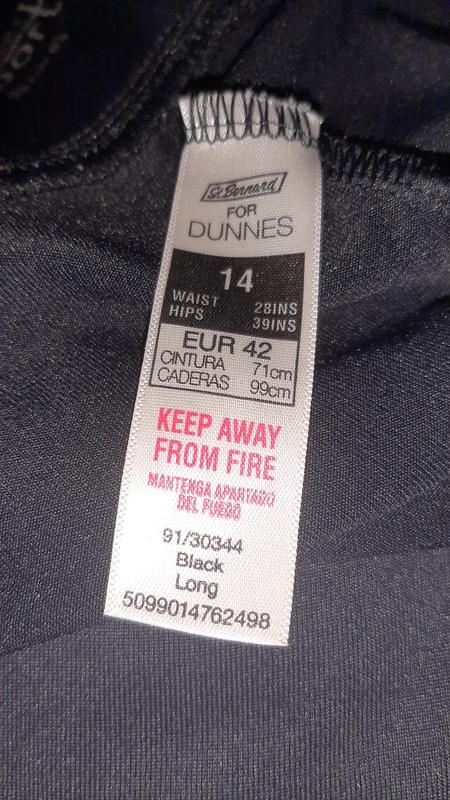 St. Bernard
FOR
DUNNES
14
WAIST 28INS
HIPS 39INS
EUR 42
CINTURA 71cm
CADERAS 99cm
KEEP AWAY
FROM FIRE
MANTENGA APARTADO
DEL FUEGO
91/30344
Black
Long
5099014762498